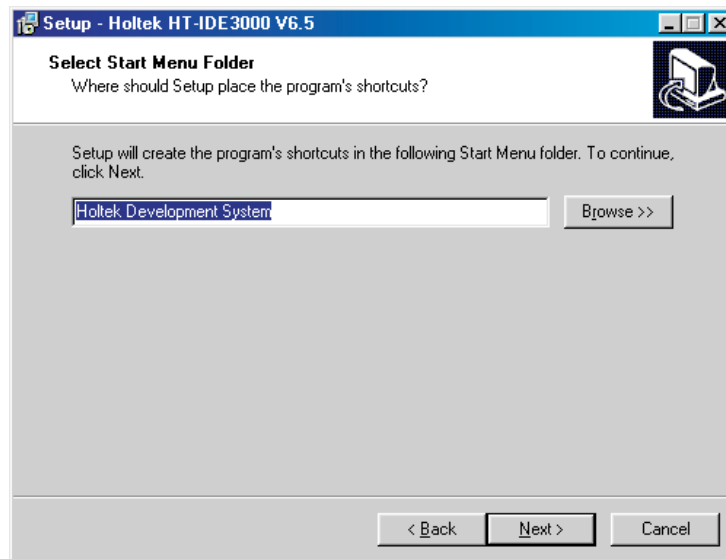 Setup - Holtek HT-IDE3000 V6.5
Select Start Menu Folder
Where should Setup place the program's shortcuts?
Setup will create the program's shortcuts in the following Start Menu folder. To continue,
click Next.
Holtek Development System
Browse >>
< Back
Next >
Cancel